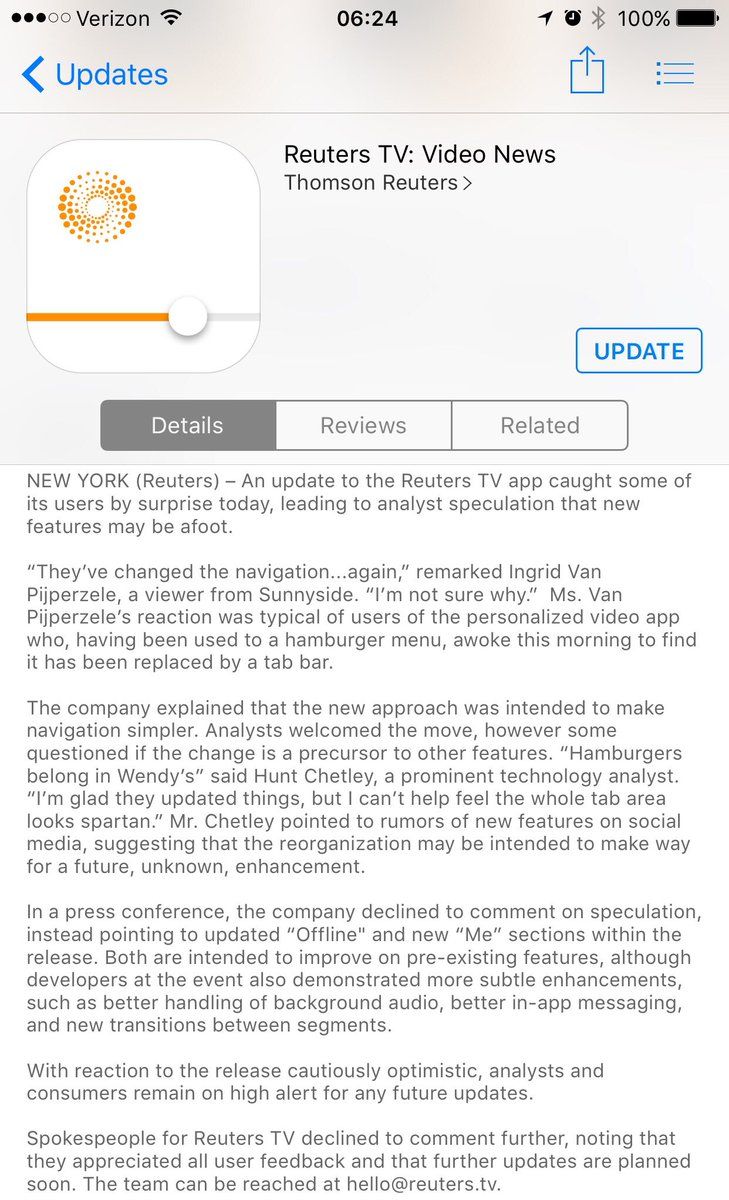 Verizon 06:24 100%
Updates
Reuters TV: Video News
Thomson Reuters >
UPDATE
Details Reviews Related
NEW YORK (Reuters) – An update to the Reuters TV app caught some of
its users by surprise today, leading to analyst speculation that new
features may be afoot.
“They’ve changed the navigation...again,” remarked Ingrid Van
Pijperzele, a viewer from Sunnyside. “I’m not sure why.”  Ms. Van
Pijperzele’s reaction was typical of users of the personalized video app
who, having been used to a hamburger menu, awoke this morning to find
it has been replaced by a tab bar.
The company explained that the new approach was intended to make
navigation simpler. Analysts welcomed the move, however some
questioned if the change is a precursor to other features. “Hamburgers
belong in Wendy’s” said Hunt Chetley, a prominent technology analyst.
“I’m glad they updated things, but I can’t help feel the whole tab area
looks spartan.” Mr. Chetley pointed to rumors of new features on social
media, suggesting that the reorganization may be intended to make way
for a future, unknown, enhancement.
In a press conference, the company declined to comment on speculation,
instead pointing to updated “Offline" and new “Me” sections within the
release. Both are intended to improve on pre-existing features, although
developers at the event also demonstrated more subtle enhancements,
such as better handling of background audio, better in-app messaging,
and new transitions between segments.
With reaction to the release cautiously optimistic, analysts and
consumers remain on high alert for any future updates.
Spokespeople for Reuters TV declined to comment further, noting that
they appreciated all user feedback and that further updates are planned
soon. The team can be reached at hello@reuters.tv.